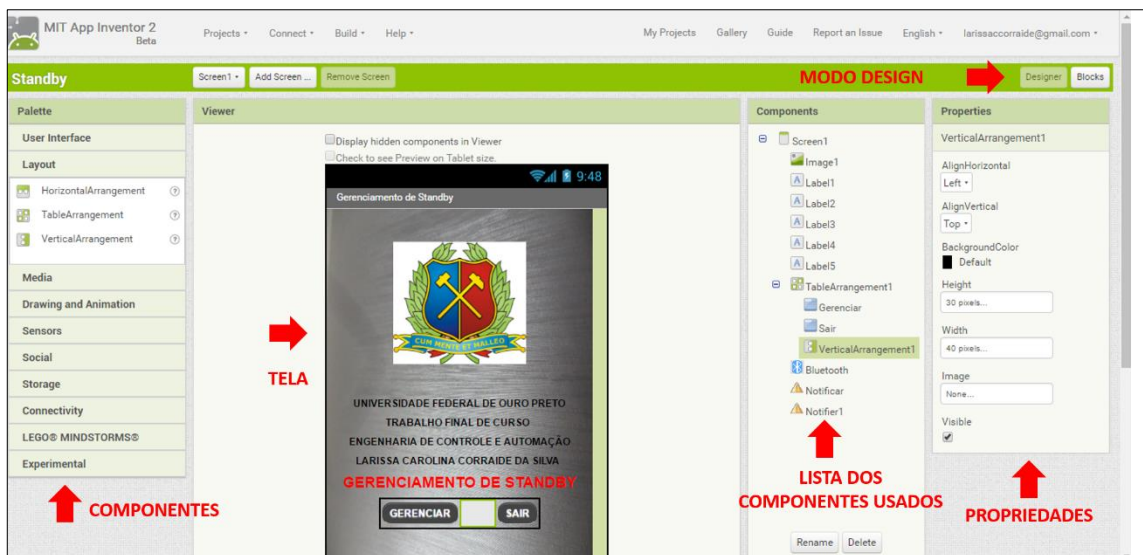 MIT App Inventor 2
Beta
Projects Connect Build Help
My Projects Gallery Guide Report an Issue English larissaccorraide@gmail.com
Standby
Screen1 Add Screen ... Remove Screen
MODO DESIGN
Designer Blocks
Palette
User Interface
Layout
HorizontalArrangement
TableArrangement
VerticalArrangement
Media
Drawing and Animation
Sensors
Social
Storage
Connectivity
LEGO® MINDSTORMS®
Experimental
COMPONENTES
Viewer
Display hidden components in Viewer
Check to see Preview on Tablet size.
9:48
Gerenciamento de Standby
CUM MENTE ET MALLEO
TELA
UNIVERSIDADE FEDERAL DE OURO PRETO
TRABALHO FINAL DE CURSO
ENGENHARIA DE CONTROLE E AUTOMAÇÃO
LARISSA CAROLINA CORRAIDE DA SILVA
GERENCIAMENTO DE STANDBY
GERENCIAR SAIR
Components
Screen1
Image1
Label1
Label2
Label3
Label4
Label5
TableArrangement1
Gerenciar
Sair
VerticalArrangement1
Bluetooth
Notificar
Notifier1
LISTA DOS
COMPONENTES USADOS
Rename Delete
Properties
VerticalArrangement1
AlignHorizontal
Left
AlignVertical
Top
BackgroundColor
Default
Height
30 pixels...
Width
40 pixels...
Image
None...
Visible
PROPRIEDADES